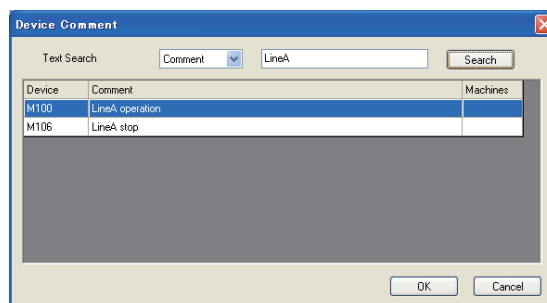 Device Comment
Text Search Comment LineA Search
Device Comment Machines
M100 LineA operation
M106 LineA stop
OK Cancel